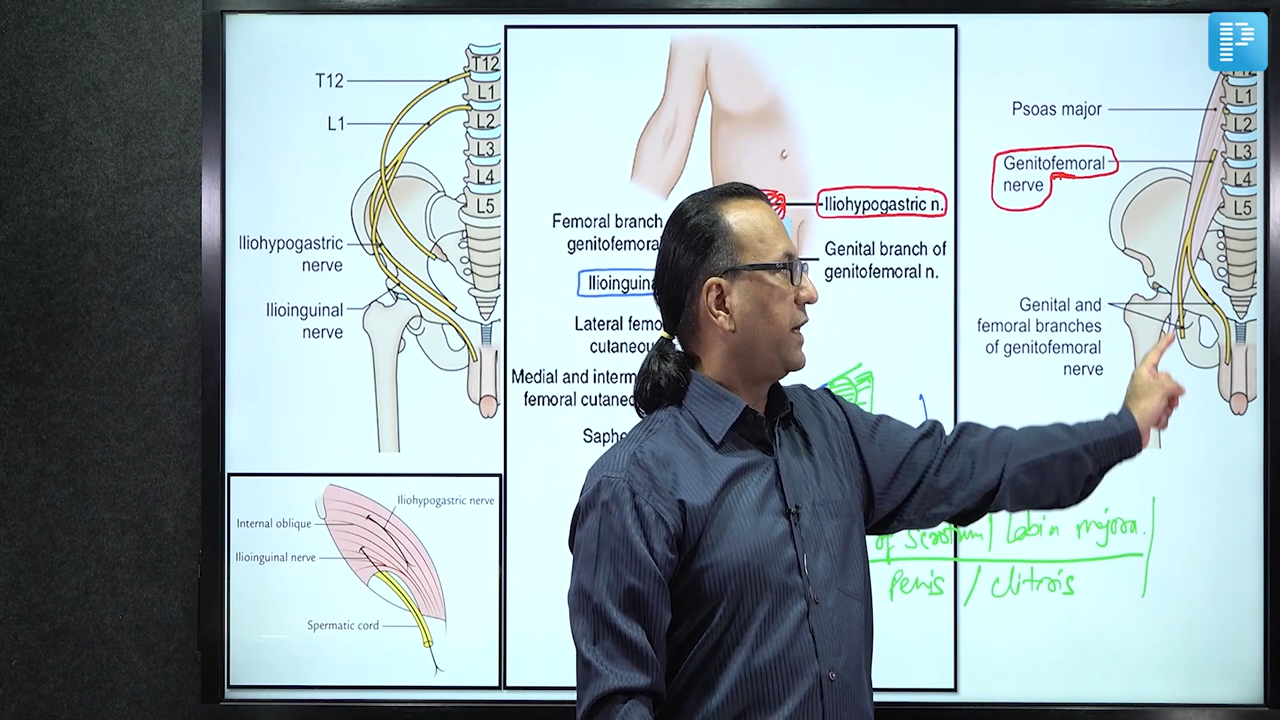 T12
L1
T12
L1
L2
L3
L4
L5
Iliohypogastric
nerve
Ilioinguinal
nerve
Iliohypogastric nerve
Internal oblique
Ilioinguinal nerve
Spermatic cord
Femoral branch
genitofemora
Ilioinguina
Lateral femo
cutaneou
Medial and interm
femoral cutaneo
Saphe
Iliohypogastric n.
Genital branch of
genitofemoral n.
of Scrotum / Labia majora.
Penis / clitoris
Psoas major
Genitofemoral
nerve
Genital and
femoral branches
of genitofemoral
nerve
L1
L2
L3
L4
L5
P